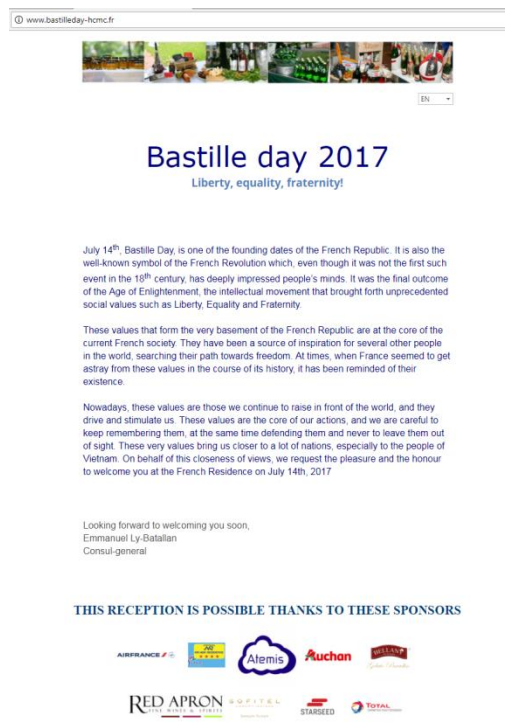 www.bastilleday-hcmc.fr
EN
Bastille day 2017
Liberty, equality, fraternity!
July 14th, Bastille Day, is one of the founding dates of the French Republic. It is also the
well-known symbol of the French Revolution which, even though it was not the first such
event in the 18th century, has deeply impressed people's minds. It was the final outcome
of the Age of Enlightenment, the intellectual movement that brought forth unprecedented
social values such as Liberty, Equality and Fraternity.
These values that form the very basement of the French Republic are at the core of the
current French society. They have been a source of inspiration for several other people
in the world, searching their path towards freedom. At times, when France seemed to get
astray from these values in the course of its history, it has been reminded of their
existence.
Nowadays, these values are those we continue to raise in front of the world, and they
drive and stimulate us. These values are the core of our actions, and we are careful to
keep remembering them, at the same time defending them and never to leave them out
of sight. These very values bring us closer to a lot of nations, especially to the people of
Vietnam. On behalf of this closeness of views, we request the pleasure and the honour
to welcome you at the French Residence on July 14th, 2017
Looking forward to welcoming you soon,
Emmanuel Ly-Batallan
Consul-general
THIS RECEPTION IS POSSIBLE THANKS TO THESE SPONSORS
AIRFRANCE
Atemis
Auchan
BELLANY
RED APRON
FINE WINES & SPIRITS
SOFITEL
STARSEED
TOTAL